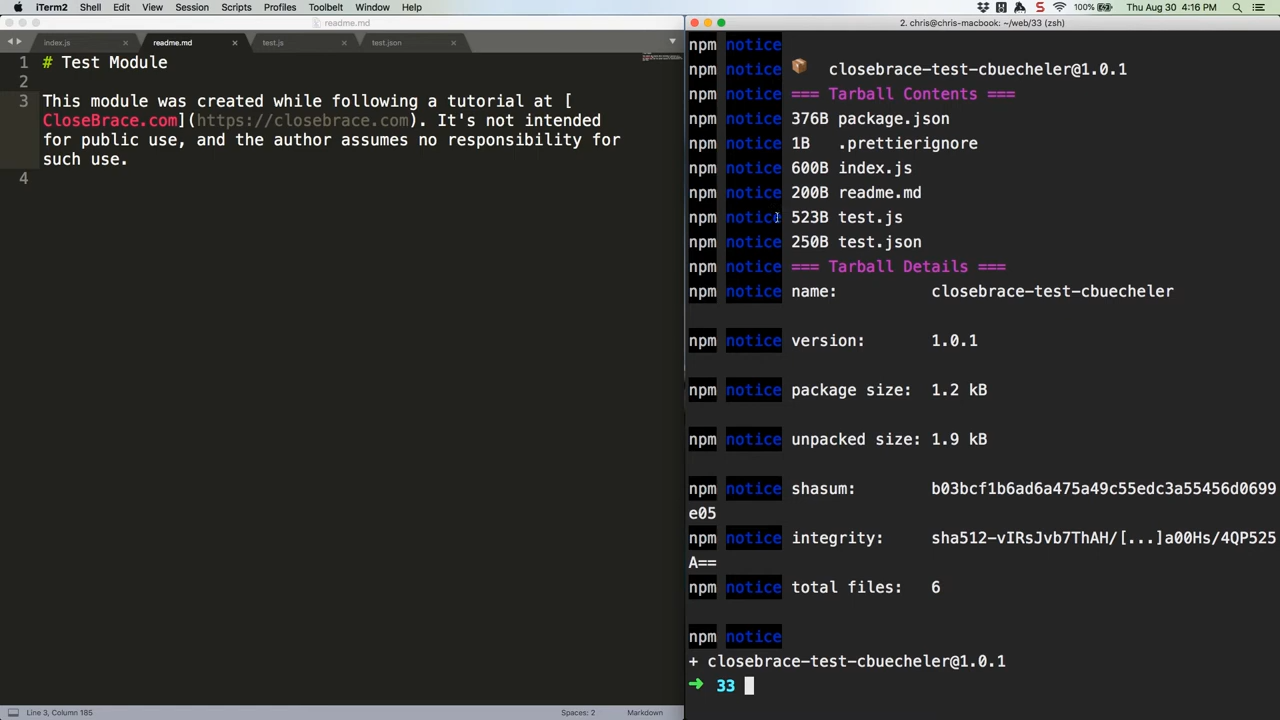 iTerm2 Shell Edit View Session Scripts Profiles Toolbelt Window Help 100% Thu Aug 30 4:16 PM
readme.md
index.js × readme.md × test.js × test.json ×
1 # Test Module
2
3 This module was created while following a tutorial at [
CloseBrace.com](https://closebrace.com). It's not intended
for public use, and the author assumes no responsibility for
such use.
4
Line 3, Column 185 Spaces: 2 Markdown
2. chris@chris-macbook: ~/web/33 (zsh)
npm notice
npm notice 📦 closebrace-test-cbuecheler@1.0.1
npm notice === Tarball Contents ===
npm notice 376B package.json
npm notice 1B .prettierignore
npm notice 600B index.js
npm notice 200B readme.md
npm notice 523B test.js
npm notice 250B test.json
npm notice === Tarball Details ===
npm notice name: closebrace-test-cbuecheler
npm notice version: 1.0.1
npm notice package size: 1.2 kB
npm notice unpacked size: 1.9 kB
npm notice shasum: b03bcf1b6ad6a475a49c55edc3a55456d0699
e05
npm notice integrity: sha512-vIRsJvb7ThAH/[...]a00Hs/4QP525
A==
npm notice total files: 6
npm notice
+ closebrace-test-cbuecheler@1.0.1
➜ 33